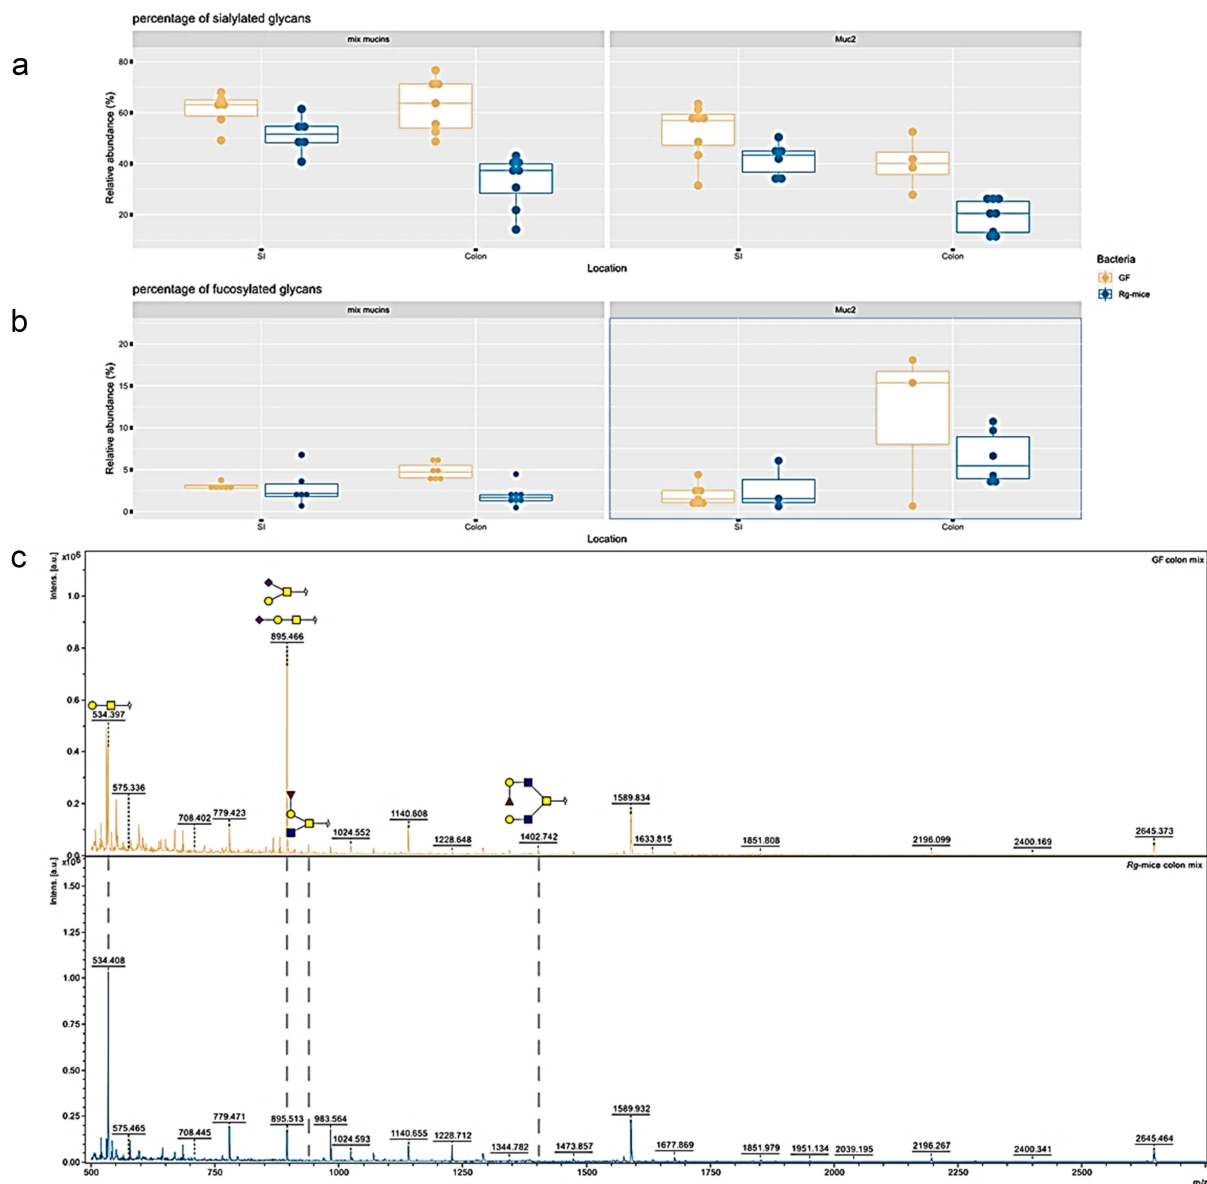 a
percentage of sialylated glycans
mix mucins
Muc2
Relative abundance (%)
80
60
40
20
SI
Colon
SI
Colon
Location
Bacteria
GF
Rg-mice
b
percentage of fucosylated glycans
mix mucins
Muc2
Relative abundance (%)
20
15
10
5
0
SI
Colon
SI
Colon
Location
c
Intens. [a.u.]
x10⁶
GF colon mix
1.0
0.8
0.6
0.4
0.2
0.0
534.397
575.336
708.402
779.423
895.466
1024.552
1140.608
1228.648
1402.742
1589.834
1633.815
1851.808
2196.099
2400.169
2645.373
Intens. [a.u.]
x10⁶
Rg-mice colon mix
1.50
1.25
1.00
0.75
0.50
0.25
0.00
534.408
575.465
708.445
779.471
895.513
983.564
1024.593
1140.655
1228.712
1344.782
1473.857
1589.932
1677.869
1851.979
1951.134
2039.195
2196.267
2400.341
2645.464
500
750
1000
1250
1500
1750
2000
2250
2500
m/z